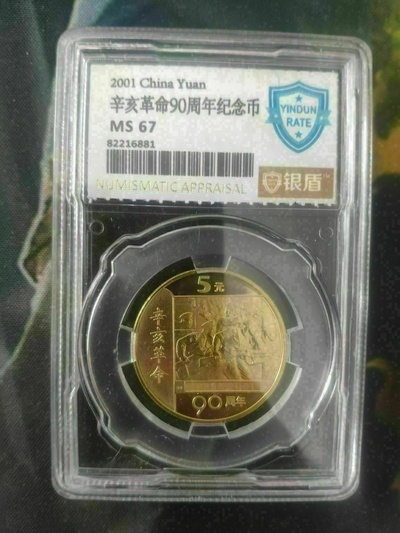 2001 China Yuan
辛亥革命90周年纪念币
MS 67
82216881
YINDUN
RATE
NUMISMATIC APPRAISAL
银盾
5元
辛亥革命
90周年